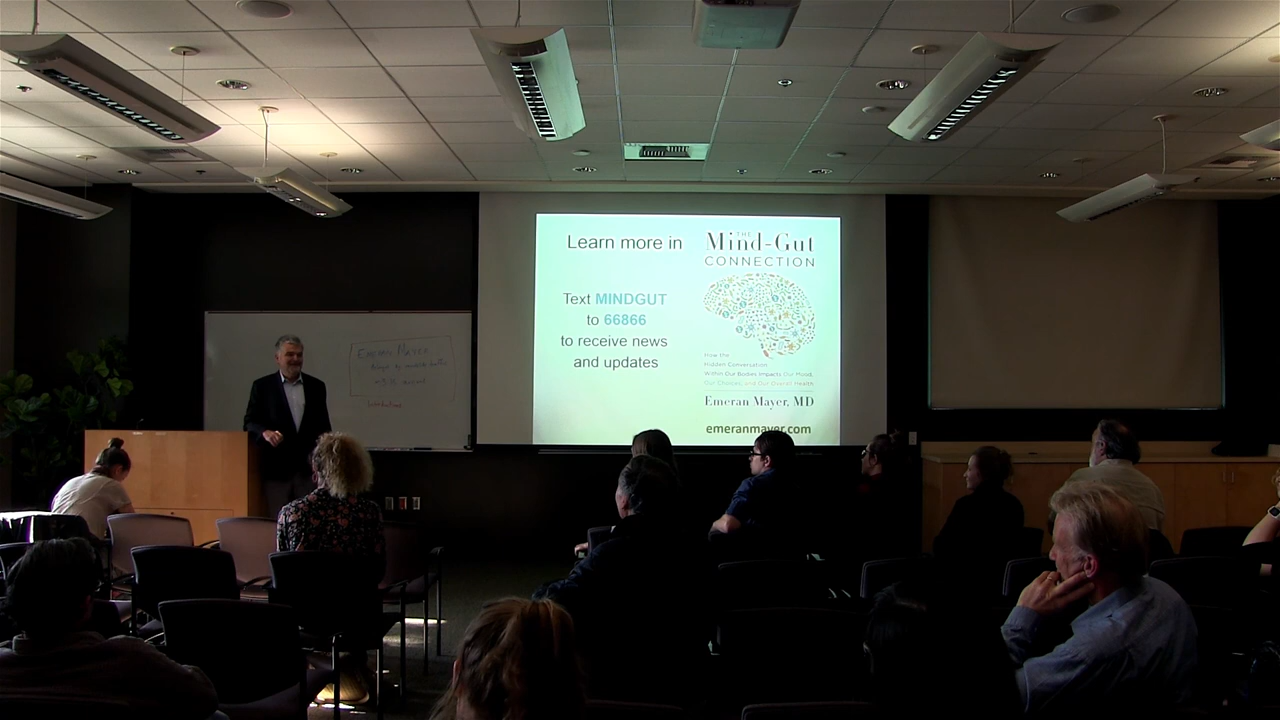 EMERAN MAYER
Learn more in
Text MINDGUT
to 66866
to receive news
and updates
THE
Mind-Gut
CONNECTION
How the
Hidden Conversation
Within Our Bodies Impacts Our Mood,
Our Choices, and Our Overall Health
Emeran Mayer, MD
emeranmayer.com